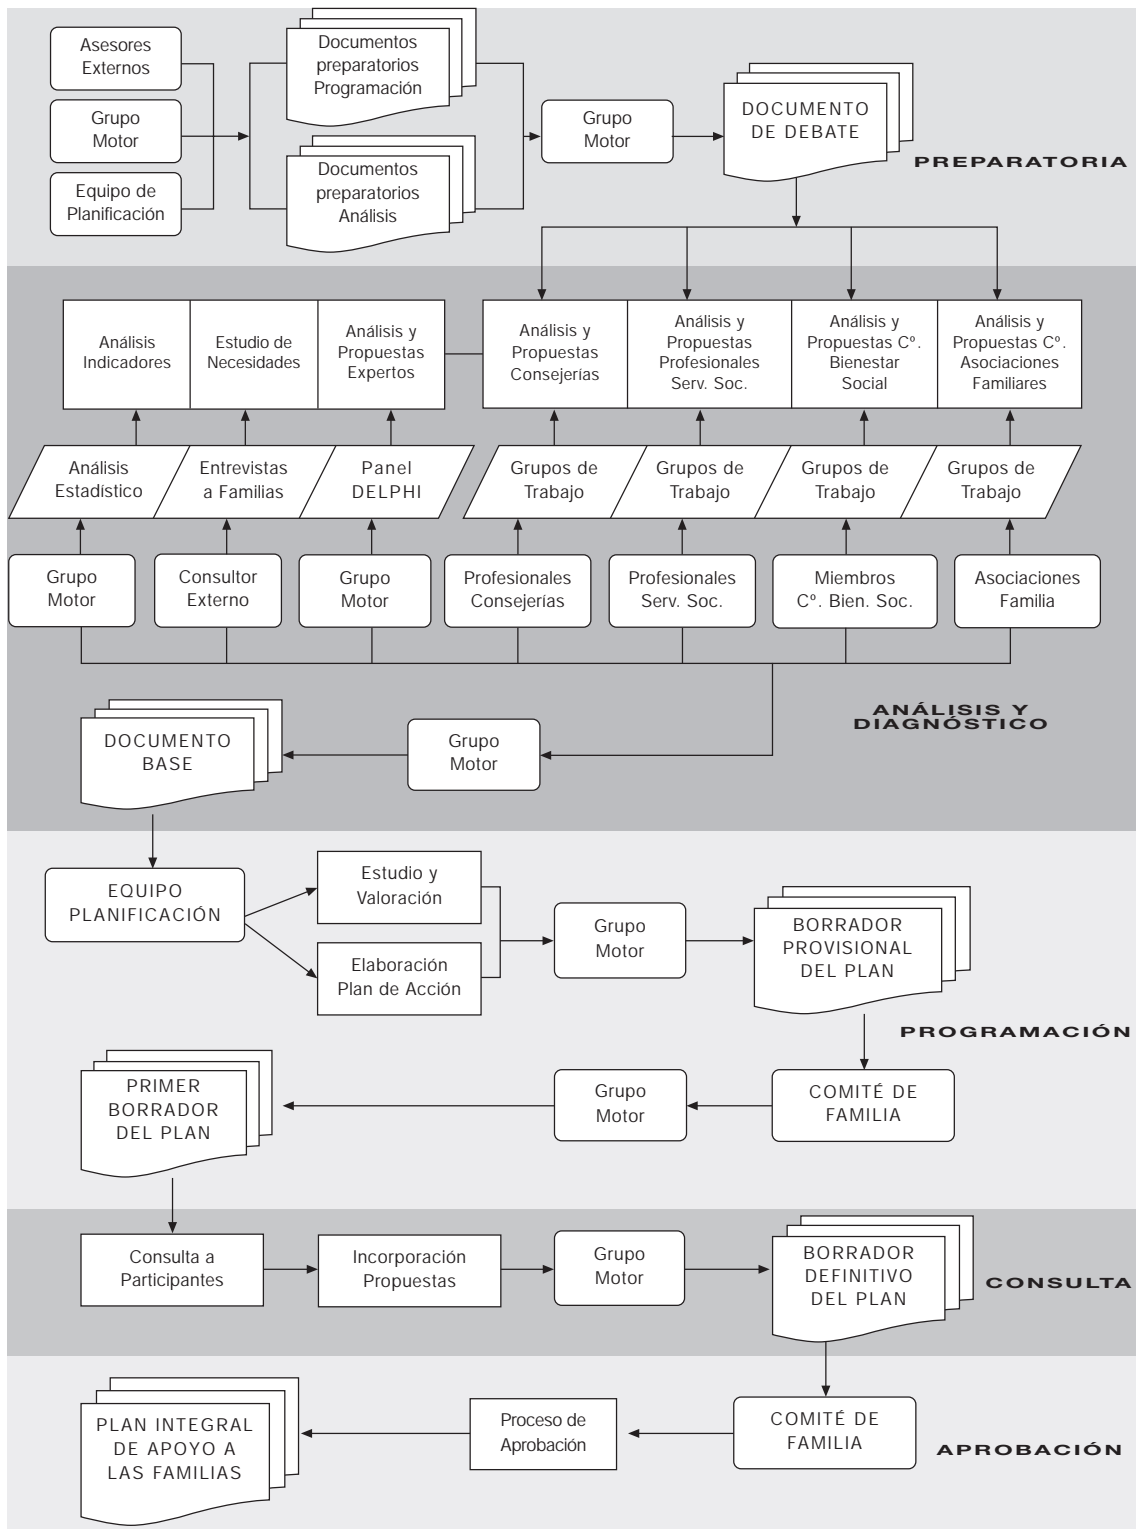 Asesores
Externos
Grupo
Motor
Equipo de
Planificación
Documentos
preparatorios
Programación
Documentos
preparatorios
Análisis
Grupo
Motor
DOCUMENTO
DE DEBATE
PREPARATORIA
Análisis
Indicadores
Estudio de
Necesidades
Análisis y
Propuestas
Expertos
Análisis y
Propuestas
Consejerías
Análisis y
Propuestas
Profesionales
Serv. Soc.
Análisis y
Propuestas Cº.
Bienestar
Social
Análisis y
Propuestas Cº.
Asociaciones
Familiares
Análisis
Estadístico
Entrevistas
a Familias
Panel
DELPHI
Grupos de
Trabajo
Grupos de
Trabajo
Grupos de
Trabajo
Grupos de
Trabajo
Grupo
Motor
Consultor
Externo
Grupo
Motor
Profesionales
Consejerías
Profesionales
Serv. Soc.
Miembros
Cº. Bien. Soc.
Asociaciones
Familia
ANÁLISIS Y
DIAGNÓSTICO
DOCUMENTO
BASE
Grupo
Motor
EQUIPO
PLANIFICACIÓN
Estudio y
Valoración
Elaboración
Plan de Acción
Grupo
Motor
BORRADOR
PROVISIONAL
DEL PLAN
PROGRAMACIÓN
PRIMER
BORRADOR
DEL PLAN
Grupo
Motor
COMITÉ DE
FAMILIA
Consulta a
Participantes
Incorporación
Propuestas
Grupo
Motor
BORRADOR
DEFINITIVO
DEL PLAN
CONSULTA
PLAN INTEGRAL
DE APOYO A
LAS FAMILIAS
Proceso de
Aprobación
COMITÉ DE
FAMILIA
APROBACIÓN